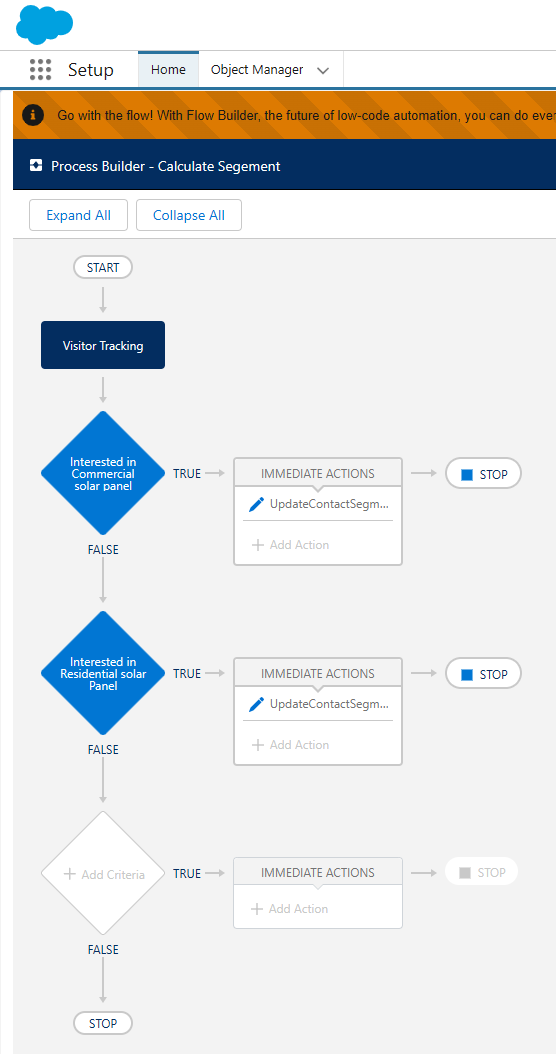 Setup
Home
Object Manager
Go with the flow! With Flow Builder, the future of low-code automation, you can do ever
Process Builder - Calculate Segement
Expand All
Collapse All
START
Visitor Tracking
Interested in
Commercial
solar panel
TRUE
IMMEDIATE ACTIONS
UpdateContactSegm...
Add Action
STOP
FALSE
Interested in
Residential solar
Panel
TRUE
IMMEDIATE ACTIONS
UpdateContactSegm...
Add Action
STOP
FALSE
Add Criteria
TRUE
IMMEDIATE ACTIONS
Add Action
STOP
FALSE
STOP